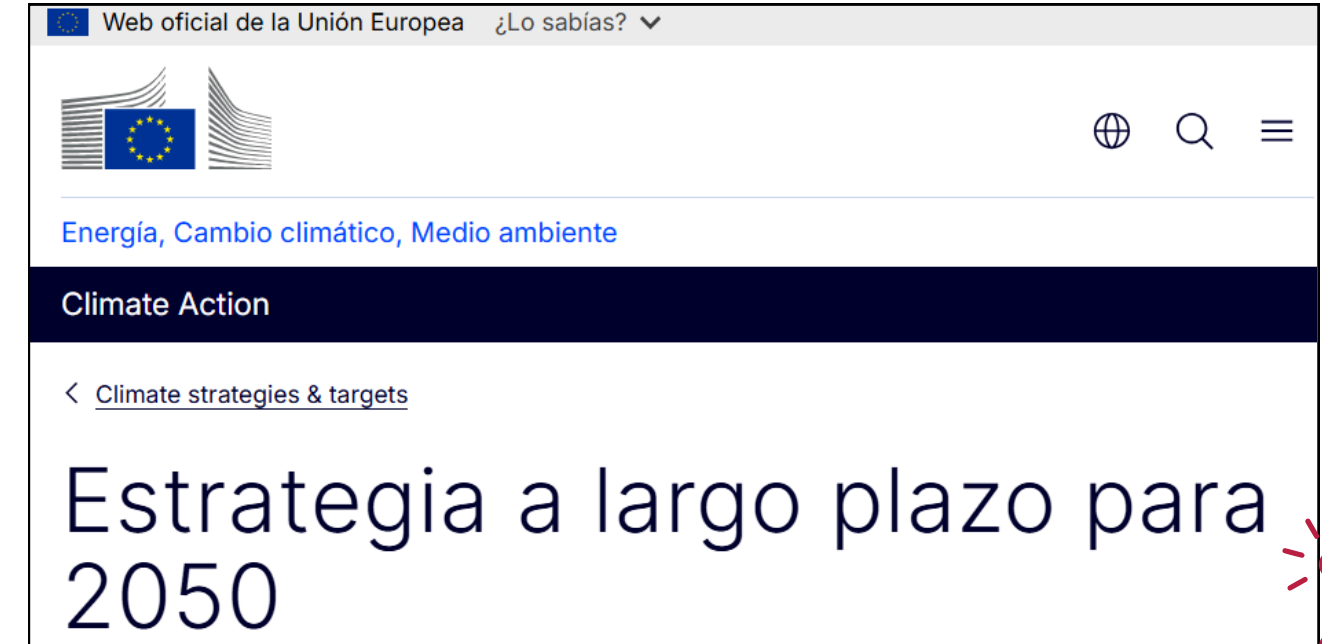 Web oficial de la Unión Europea ¿Lo sabías?
Energía, Cambio climático, Medio ambiente
Climate Action
Climate strategies & targets
Estrategia a largo plazo para
2050